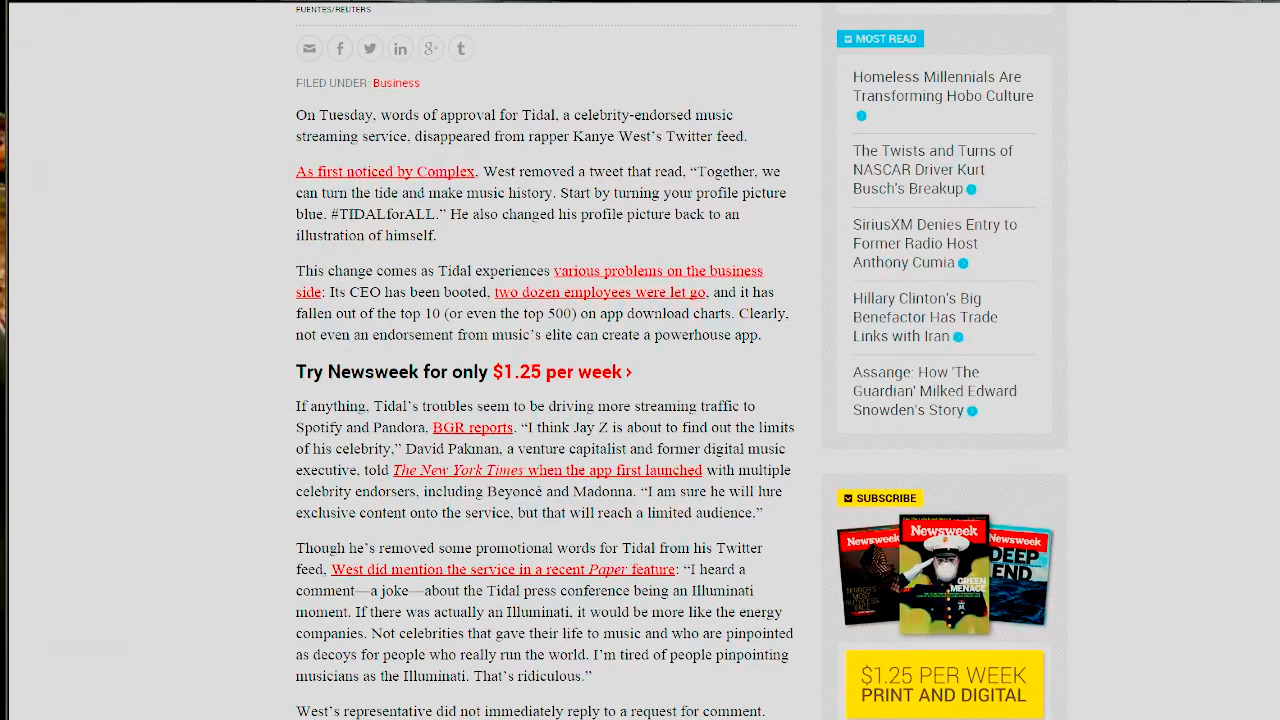 FUENTES/REUTERS
FILED UNDER: Business
On Tuesday, words of approval for Tidal, a celebrity-endorsed music
streaming service, disappeared from rapper Kanye West's Twitter feed.
As first noticed by Complex, West removed a tweet that read, “Together, we
can turn the tide and make music history. Start by turning your profile picture
blue. #TIDALforALL.” He also changed his profile picture back to an
illustration of himself.
This change comes as Tidal experiences various problems on the business
side: Its CEO has been booted, two dozen employees were let go, and it has
fallen out of the top 10 (or even the top 500) on app download charts. Clearly,
not even an endorsement from music's elite can create a powerhouse app.
Try Newsweek for only $1.25 per week ›
If anything, Tidal's troubles seem to be driving more streaming traffic to
Spotify and Pandora, BGR reports. “I think Jay Z is about to find out the limits
of his celebrity,” David Pakman, a venture capitalist and former digital music
executive, told The New York Times when the app first launched with multiple
celebrity endorsers, including Beyoncé and Madonna. “I am sure he will lure
exclusive content onto the service, but that will reach a limited audience.”
Though he's removed some promotional words for Tidal from his Twitter
feed, West did mention the service in a recent Paper feature: “I heard a
comment—a joke—about the Tidal press conference being an Illuminati
moment. If there was actually an Illuminati, it would be more like the energy
companies. Not celebrities that gave their life to music and who are pinpointed
as decoys for people who really run the world. I'm tired of people pinpointing
musicians as the Illuminati. That's ridiculous.”
West's representative did not immediately reply to a request for comment.
MOST READ
Homeless Millennials Are
Transforming Hobo Culture
The Twists and Turns of
NASCAR Driver Kurt
Busch's Breakup
SiriusXM Denies Entry to
Former Radio Host
Anthony Cumia
Hillary Clinton's Big
Benefactor Has Trade
Links with Iran
Assange: How 'The
Guardian' Milked Edward
Snowden's Story
SUBSCRIBE
Newsweek
Newsweek
Newsweek
TERROR'S
MOST
RUTHLESS
FACE
GREEN
MENACE
DEEP
END
$1.25 PER WEEK
PRINT AND DIGITAL